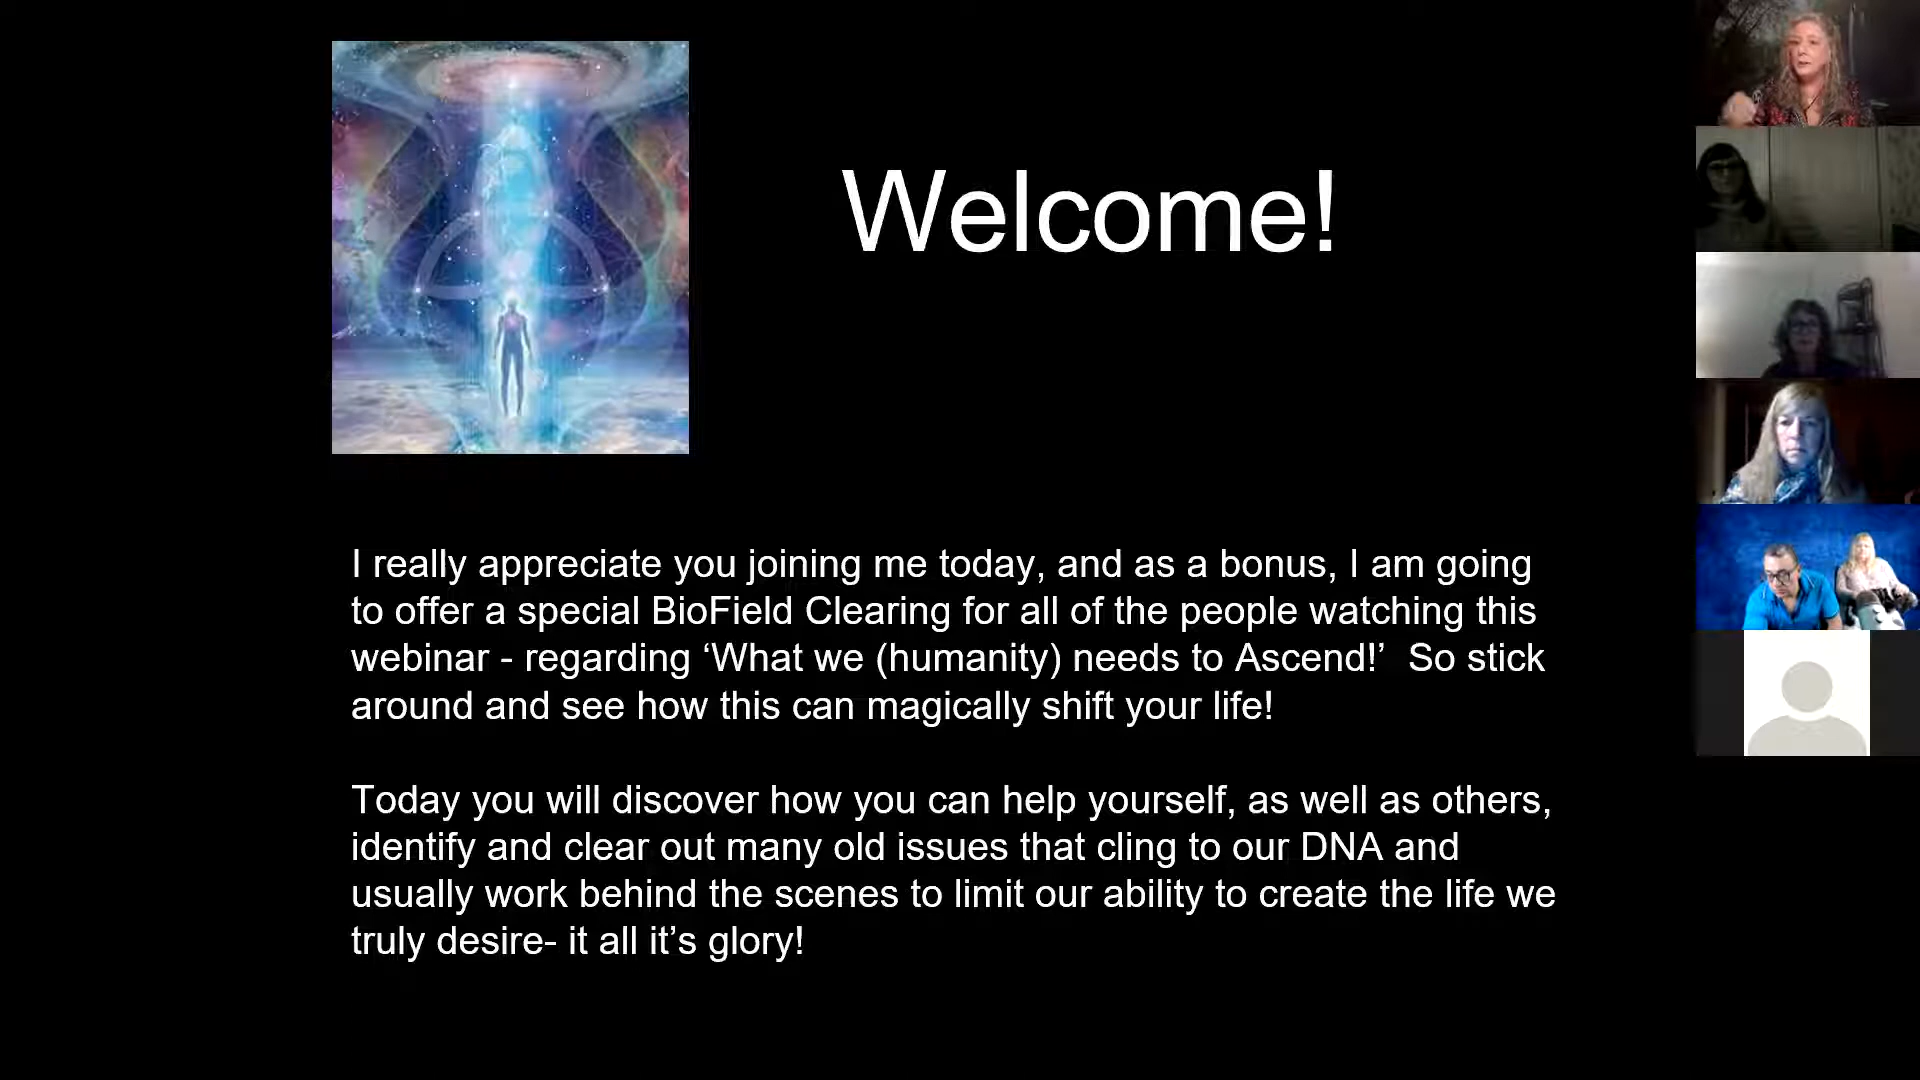 Welcome!
I really appreciate you joining me today, and as a bonus, I am going
to offer a special BioField Clearing for all of the people watching this
webinar - regarding ‘What we (humanity) needs to Ascend!’  So stick
around and see how this can magically shift your life!
Today you will discover how you can help yourself, as well as others,
identify and clear out many old issues that cling to our DNA and
usually work behind the scenes to limit our ability to create the life we
truly desire- it all it’s glory!